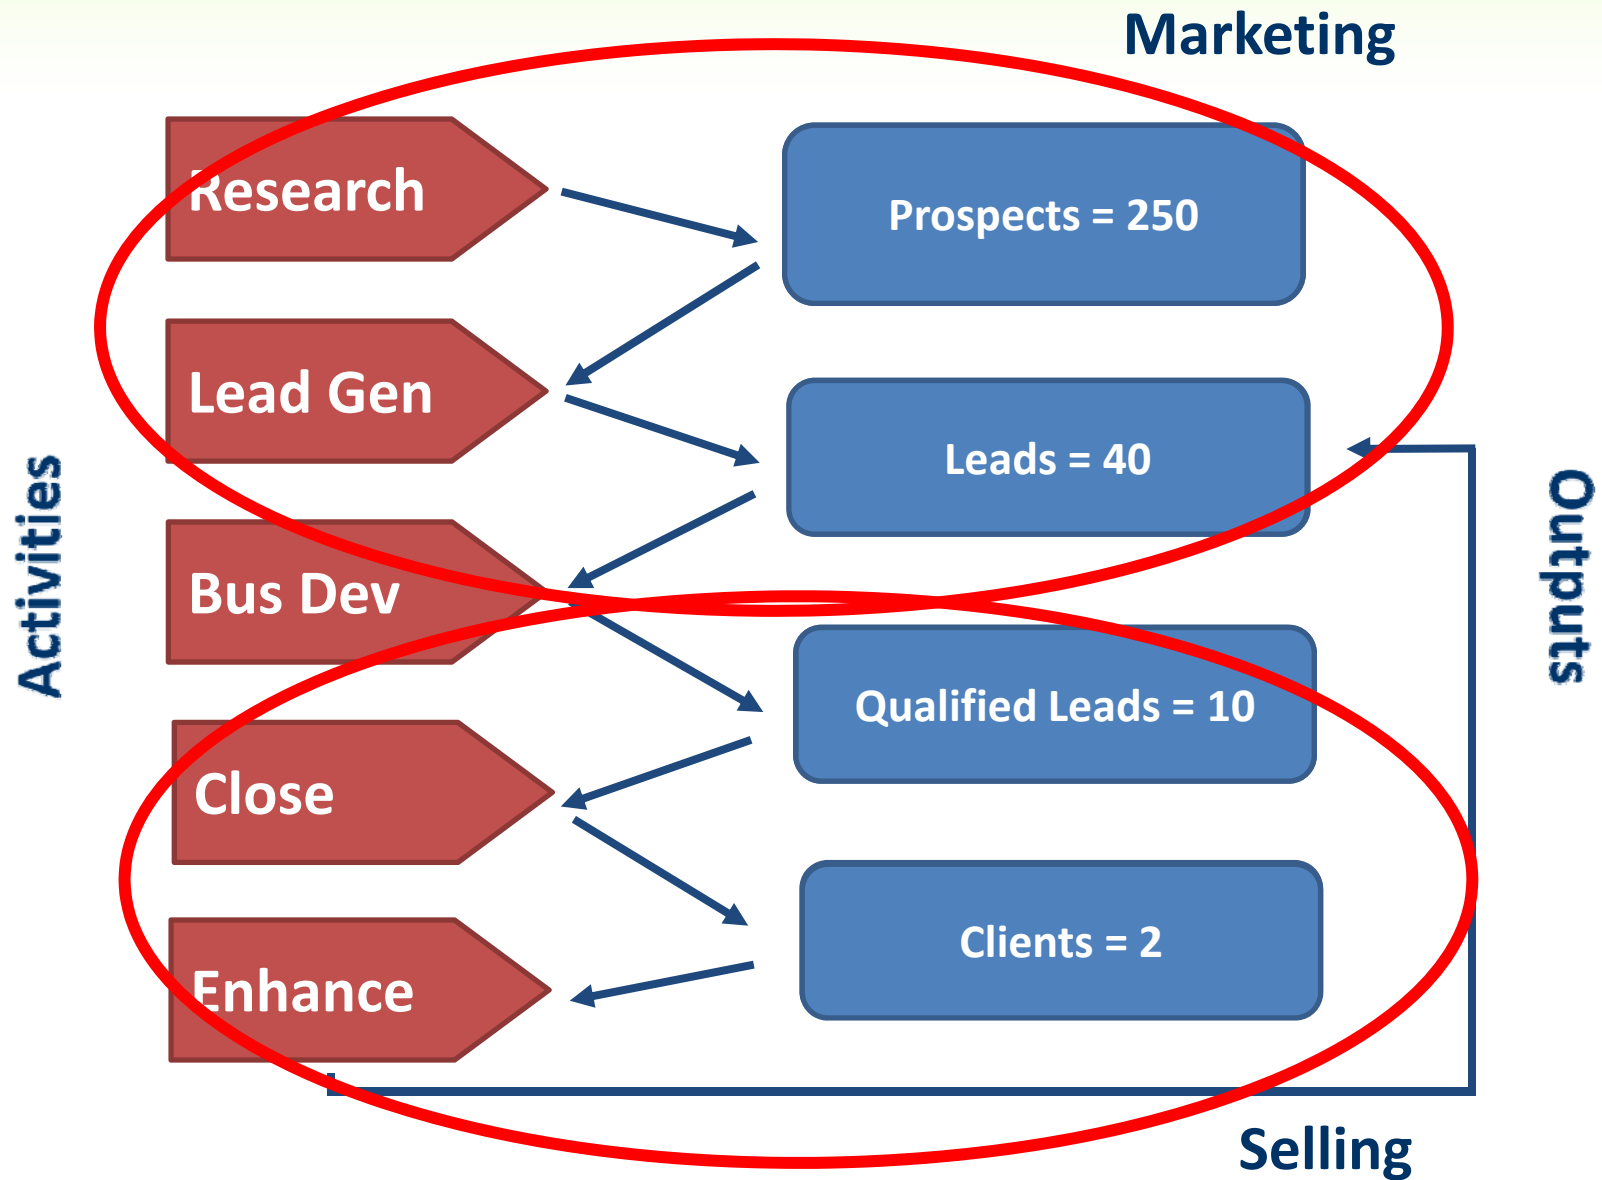 Marketing
Research
Prospects = 250
Lead Gen
Leads = 40
Activities
Outputs
Bus Dev
Qualified Leads = 10
Close
Clients = 2
Enhance
Selling